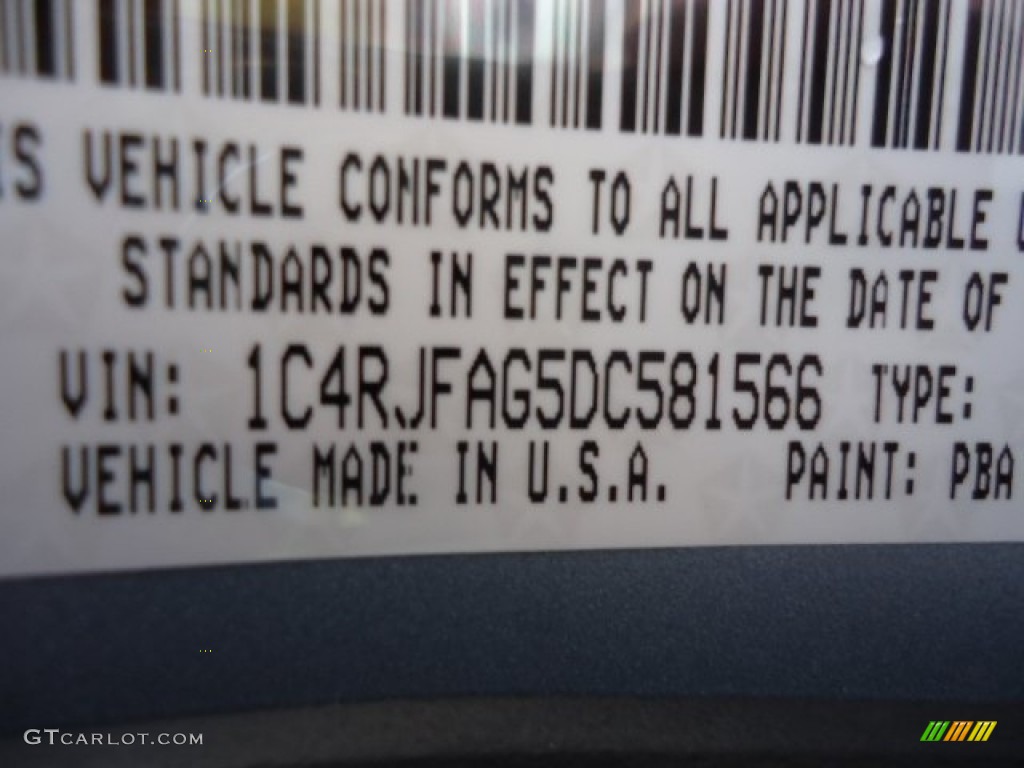 IS VEHICLE CONFORMS TO ALL APPLICABLE
STANDARDS IN EFFECT ON THE DATE OF
VIN: 1C4RJFAG5DC581566 TYPE:
VEHICLE MADE IN U.S.A. PAINT: PBA
GTCARLOT.COM